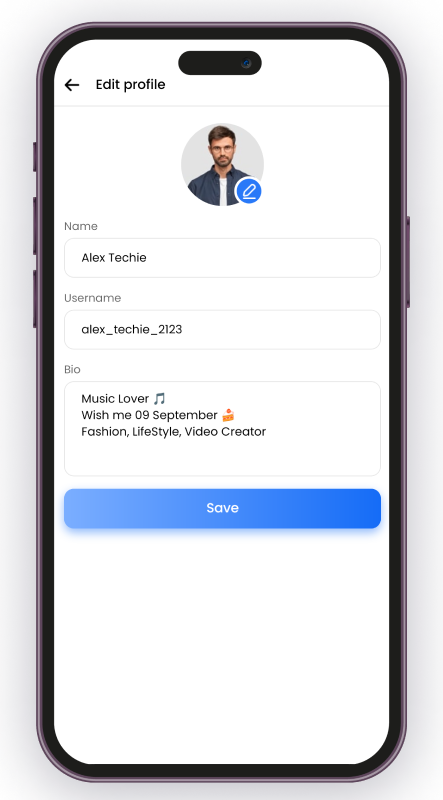 Edit profile
Name
Alex Techie
Username
alex_techie_2123
Bio
Music Lover 🎵
Wish me 09 September 🍰
Fashion, LifeStyle, Video Creator
Save